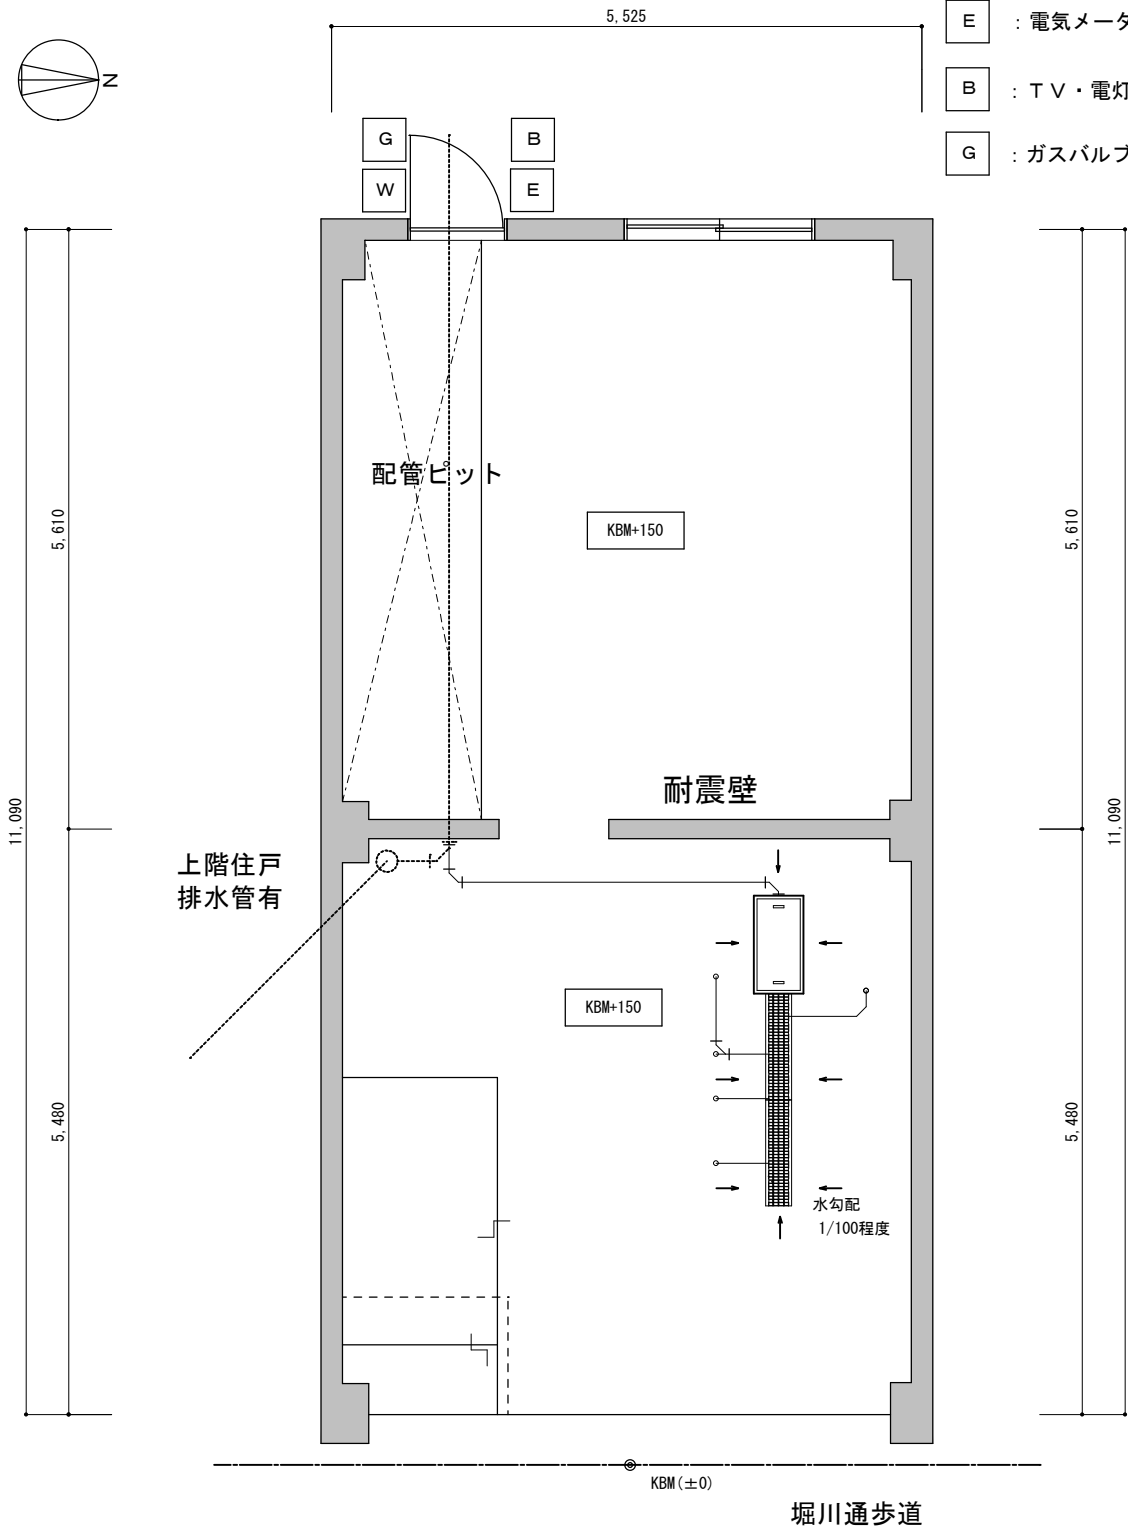 5,525
E ：電気メータ
N
B ：ＴＶ・電灯
G ：ガスバルブ
G
B
W
E
配管ピット
KBM+150
5,610
5,610
耐震壁
11,090
11,090
上階住戸
排水管有
KBM+150
5,480
5,480
水勾配
1/100程度
KBM(±0)
堀川通歩道